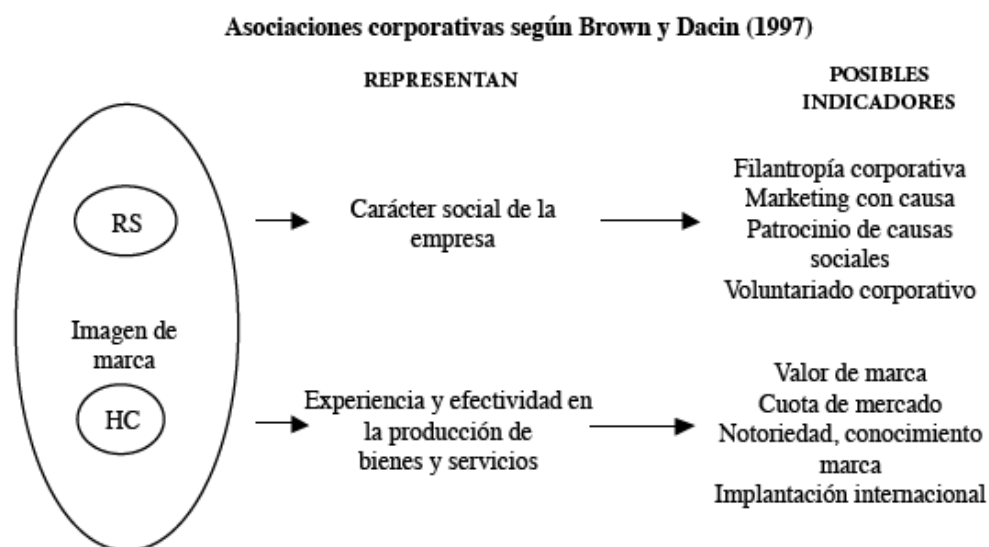 Asociaciones corporativas según Brown y Dacin (1997)
REPRESENTAN
POSIBLES
INDICADORES
RS
Carácter social de la
empresa
Filantropía corporativa
Marketing con causa
Patrocinio de causas
sociales
Voluntariado corporativo
Imagen de
marca
HC
Experiencia y efectividad en
la producción de
bienes y servicios
Valor de marca
Cuota de mercado
Notoriedad, conocimiento
marca
Implantación internacional